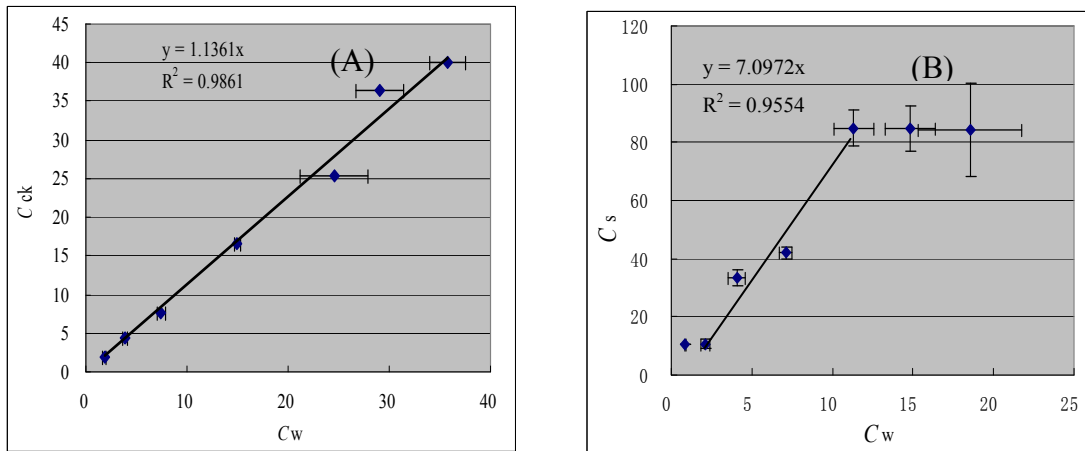 45
40
35
30
25
20
15
10
5
0
y = 1.1361x
R² = 0.9861
(A)
C ck
0 10 20 30 40
Cw
120
100
80
60
40
20
0
y = 7.0972x
R² = 0.9554
(B)
C s
0 5 10 15 20 25
Cw